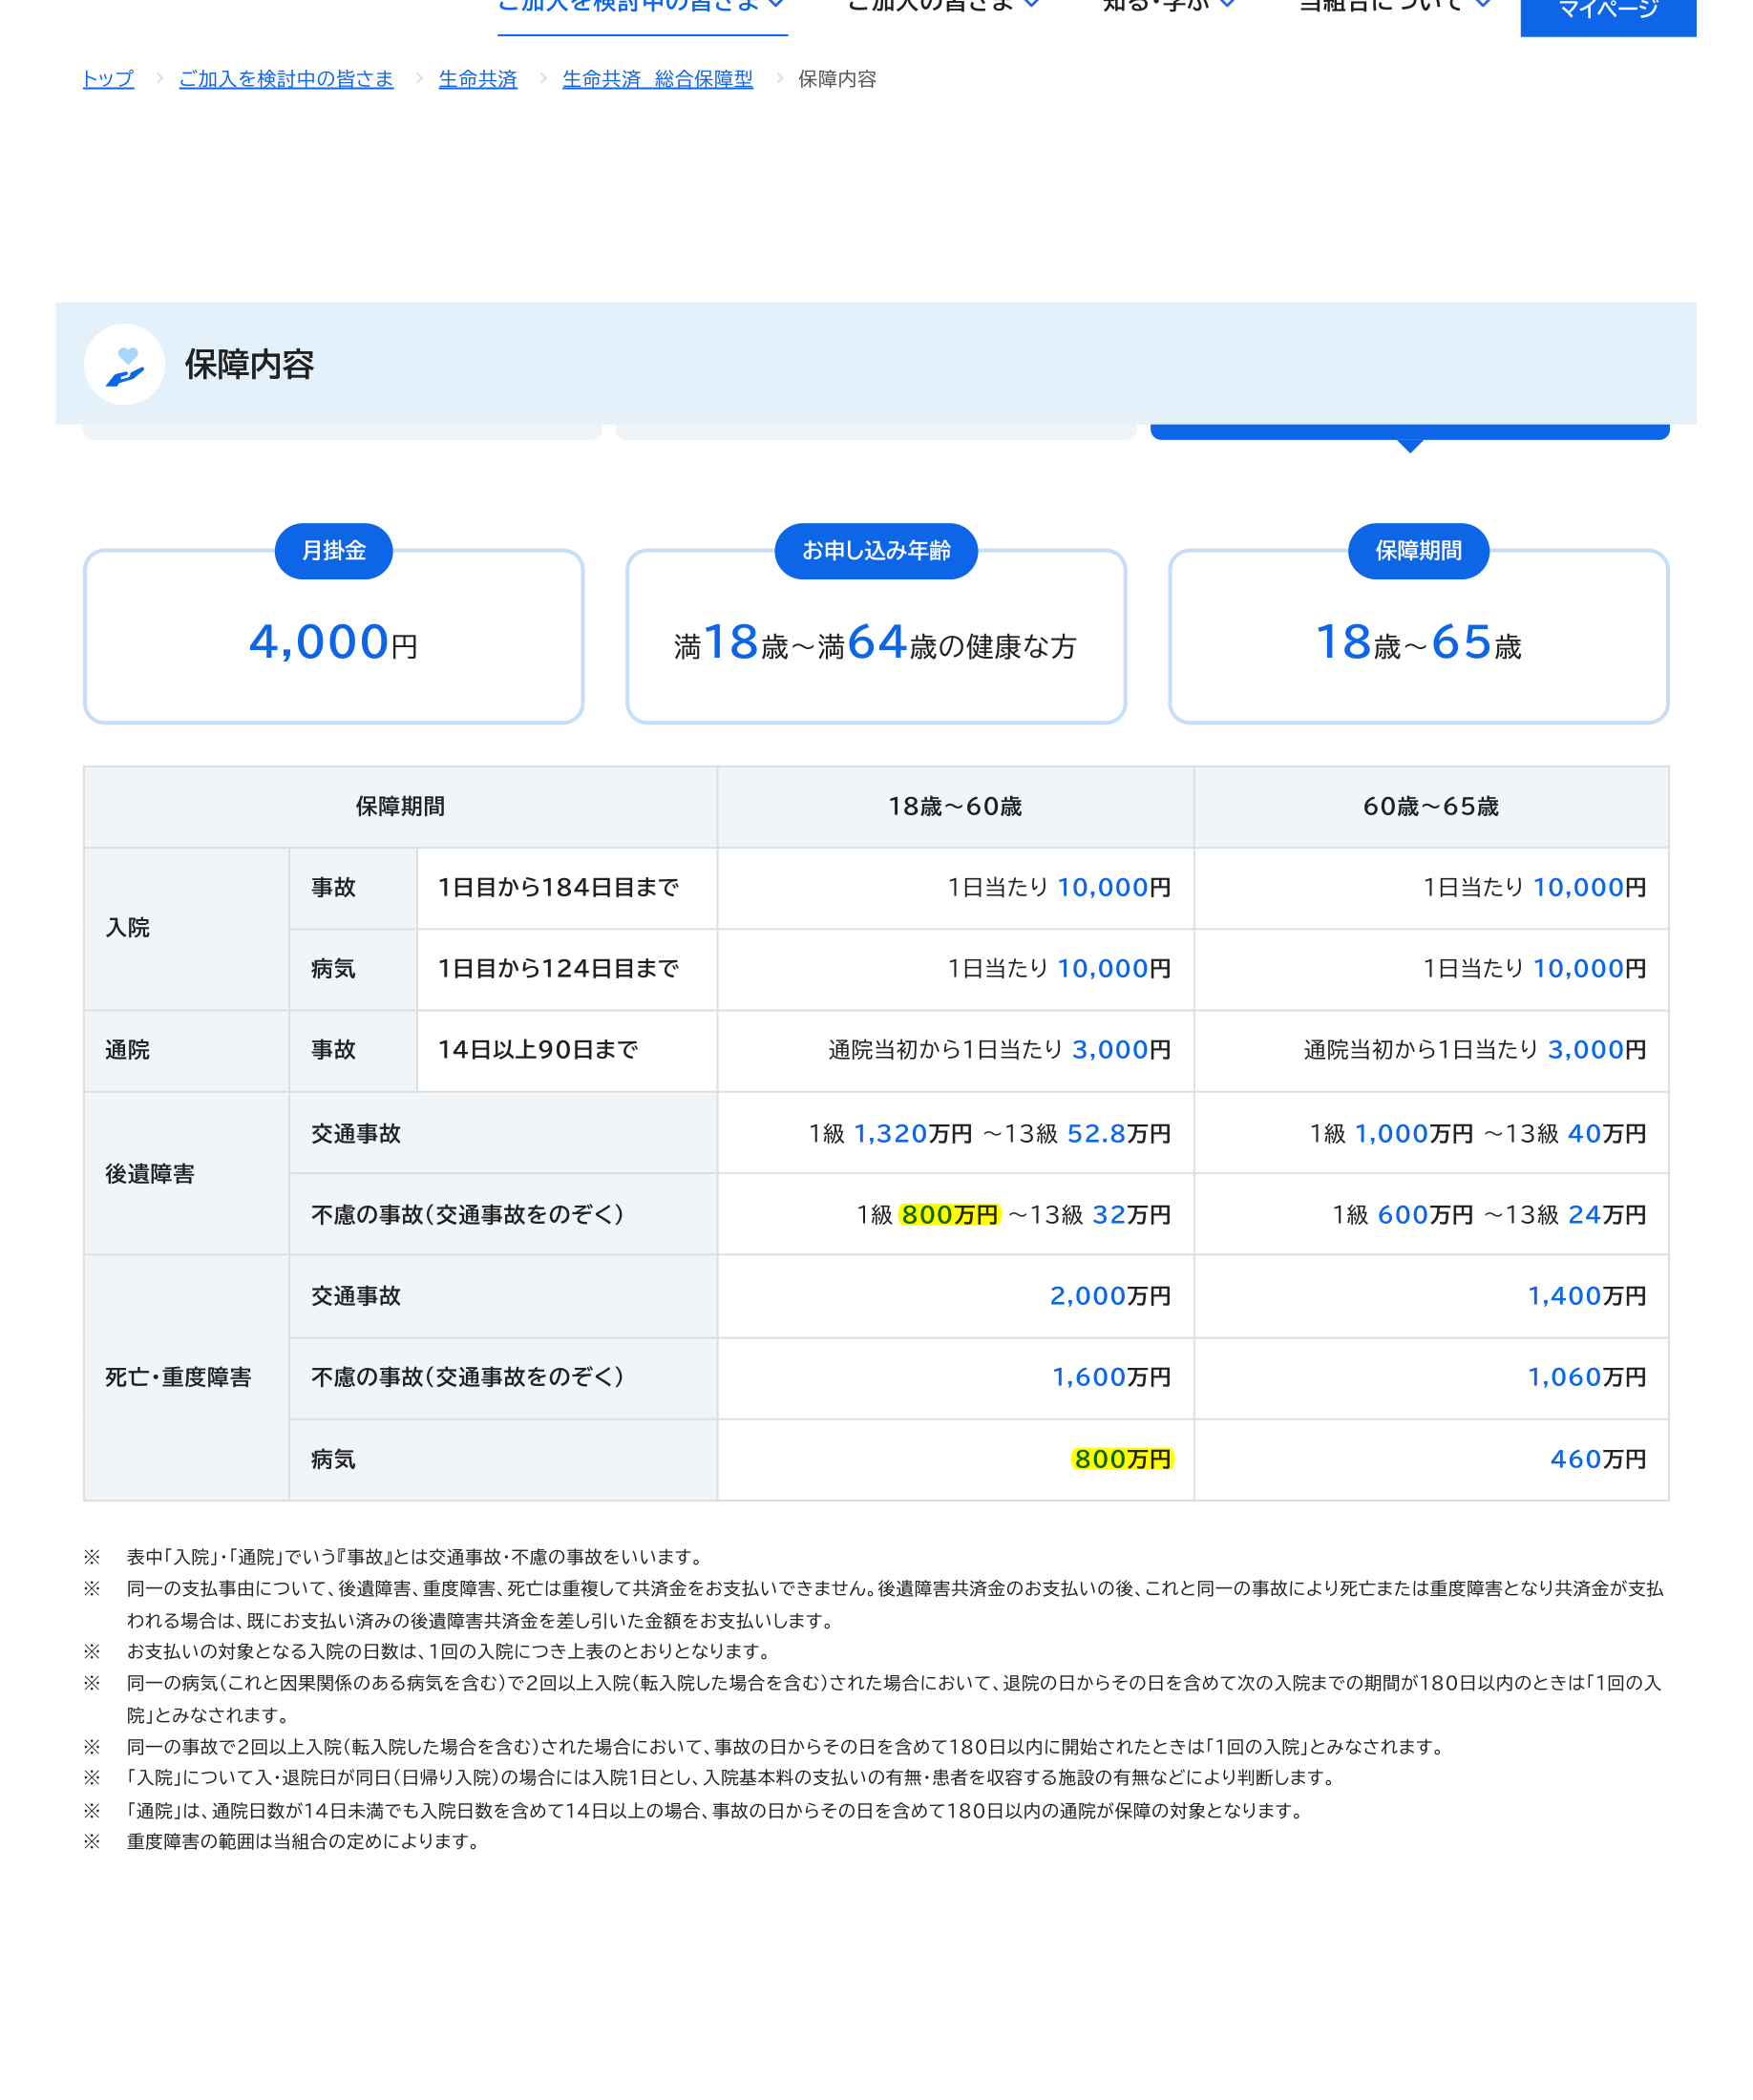 ご加入を検討中の皆さま ご加入の皆さま 知る・学ぶ 当組合について マイページ
トップ ご加入を検討中の皆さま 生命共済 生命共済 総合保障型 保障内容
保障内容
月掛金 お申し込み年齢 保障期間
4,000円 満18歳～満64歳の健康な方 18歳～65歳
保障期間 18歳～60歳 60歳～65歳
入院 事故 1日目から184日目まで 1日当たり 10,000円 1日当たり 10,000円
病気 1日目から124日目まで 1日当たり 10,000円 1日当たり 10,000円
通院 事故 14日以上90日まで 通院当初から1日当たり 3,000円 通院当初から1日当たり 3,000円
後遺障害 交通事故 1級 1,320万円 ～13級 52.8万円 1級 1,000万円 ～13級 40万円
不慮の事故（交通事故をのぞく） 1級 800万円 ～13級 32万円 1級 600万円 ～13級 24万円
死亡・重度障害 交通事故 2,000万円 1,400万円
不慮の事故（交通事故をのぞく） 1,600万円 1,060万円
病気 800万円 460万円
※ 表中「入院」・「通院」でいう『事故』とは交通事故・不慮の事故をいいます。
※ 同一の支払事由について、後遺障害、重度障害、死亡は重複して共済金をお支払いできません。後遺障害共済金のお支払いの後、これと同一の事故により死亡または重度障害となり共済金が支払
われる場合は、既にお支払い済みの後遺障害共済金を差し引いた金額をお支払いします。
※ お支払いの対象となる入院の日数は、1回の入院につき上表のとおりとなります。
※ 同一の病気（これと因果関係のある病気を含む）で2回以上入院（転入院した場合を含む）された場合において、退院の日からその日を含めて次の入院までの期間が180日以内のときは「1回の入
院」とみなされます。
※ 同一の事故で2回以上入院（転入院した場合を含む）された場合において、事故の日からその日を含めて180日以内に開始されたときは「1回の入院」とみなされます。
※ 「入院」について入・退院日が同日（日帰り入院）の場合には入院1日とし、入院基本料の支払いの有無・患者を収容する施設の有無などにより判断します。
※ 「通院」は、通院日数が14日未満でも入院日数を含めて14日以上の場合、事故の日からその日を含めて180日以内の通院が保障の対象となります。
※ 重度障害の範囲は当組合の定めによります。